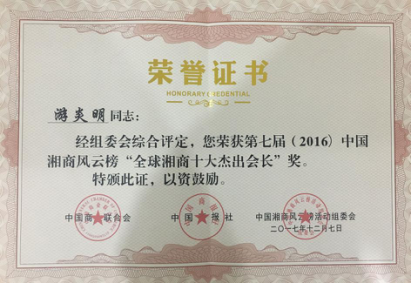 荣誉证书
HONORARY CREDENTIAL
游炎明同志：
经组委会综合评定，您荣获第七届（2016）中国
湘商风云榜“全球湘商十大杰出会长”奖。
特颁此证，以资鼓励。
中国 商 联合会 中国 报社 中国湘商风云榜活动组委会
二〇一七年十二月七日